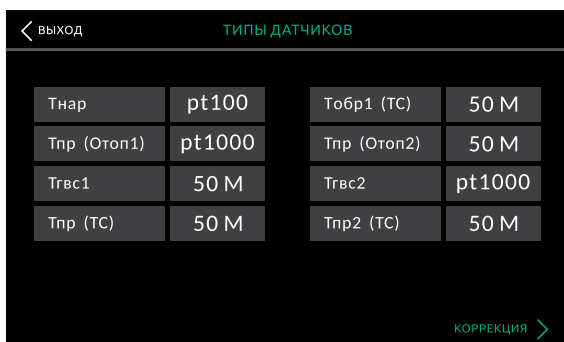 ВЫХОД ТИПЫ ДАТЧИКОВ
Тнар pt100 Тобр1 (ТС) 50 М
Тпр (Отоп1) pt1000 Тпр (Отоп2) 50 М
Тгвс1 50 М Тгвс2 pt1000
Тпр (ТС) 50 М Тпр2 (ТС) 50 М
КОРРЕКЦИЯ